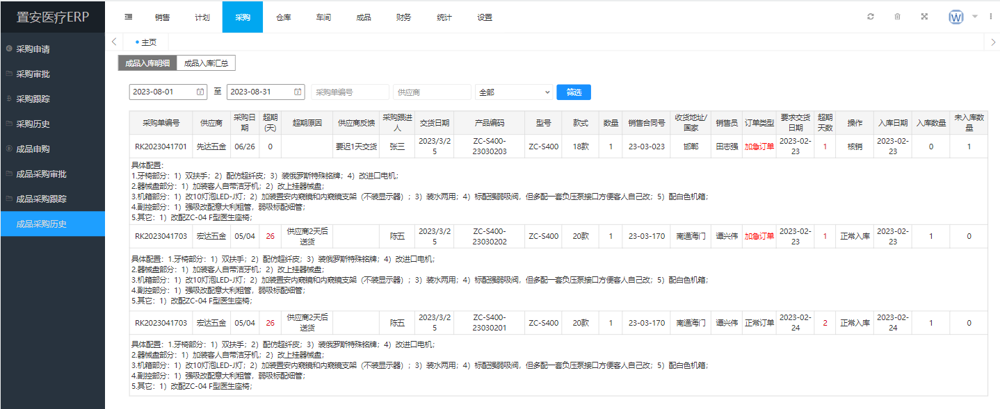 置安医疗ERP
销售 计划 采购 仓库 车间 成品 财务 统计 设置
采购申请
采购审批
采购跟踪
采购历史
成品申购
成品采购审批
成品采购跟踪
成品采购历史
主页
成品入库明细 成品入库汇总
2023-08-01 至 2023-08-31 采购单编号 供应商 全部 筛选
采购单编号 供应商 采购日期 超期(天) 超期原因 供应商反馈 采购跟进人 交货日期 产品编码 型号 款式 数量 销售合同号 收货地址/国家 销售员 订单类型 要求交货日期 超期天数 操作 入库日期 入库数量 未入库数量
RK2023041701 先达五金 06/26 0 要迟1天交货 张三 2023/3/25 ZC-S400-23030203 ZC-S400 18款 1 23-03-023 邯郸 田志强 加急订单 2023-02-23 1 核销 2023-02-23 0 1
具体配置：
1.牙椅部分：1）双扶手；2）配仿超纤皮；3）装俄罗斯特殊铭牌；4）改进口电机；
2.器械盘部分：1）加装客人自带洁牙机；2）改上挂器械盘；
3.机箱部分：1）改10灯泡LED-J灯；2）加装置安内窥镜和内窥镜支架（不装显示器）；3）装水两用；4）标配强弱吸阀，但多配一套负压泵接口方便客人自己改；5）配白色机箱；
4.副控部分：1）强吸改配意大利粗管，弱吸标配细管；
5.其它：1）改配ZC-04 F型医生座椅；
RK2023041703 宏达五金 05/04 26 供应商2天后送货 陈五 2023/3/25 ZC-S400-23030202 ZC-S400 20款 1 23-03-170 南通海门 谭兴伟 加急订单 2023-02-23 1 正常入库 2023-02-23 1 0
具体配置：1.牙椅部分：1）双扶手；2）配仿超纤皮；3）装俄罗斯特殊铭牌；4）改进口电机；
2.器械盘部分：1）加装客人自带洁牙机；2）改上挂器械盘；
3.机箱部分：1）改10灯泡LED-J灯；2）加装置安内窥镜和内窥镜支架（不装显示器）；3）装水两用；4）标配强弱吸阀，但多配一套负压泵接口方便客人自己改；5）配白色机箱；
4.副控部分：1）强吸改配意大利粗管，弱吸标配细管；
5.其它：1）改配ZC-04 F型医生座椅；
RK2023041703 宏达五金 05/04 26 供应商2天后送货 陈五 2023/3/25 ZC-S400-23030201 ZC-S400 20款 1 23-03-170 南通海门 谭兴伟 正常订单 2023-02-24 2 正常入库 2023-02-24 1 0
具体配置：1.牙椅部分：1）双扶手；2）配仿超纤皮；3）装俄罗斯特殊铭牌；4）改进口电机；
2.器械盘部分：1）加装客人自带洁牙机；2）改上挂器械盘；
3.机箱部分：1）改10灯泡LED-J灯；2）加装置安内窥镜和内窥镜支架（不装显示器）；3）装水两用；4）标配强弱吸阀，但多配一套负压泵接口方便客人自己改；5）配白色机箱；
4.副控部分：1）强吸改配意大利粗管，弱吸标配细管；
5.其它：1）改配ZC-04 F型医生座椅；